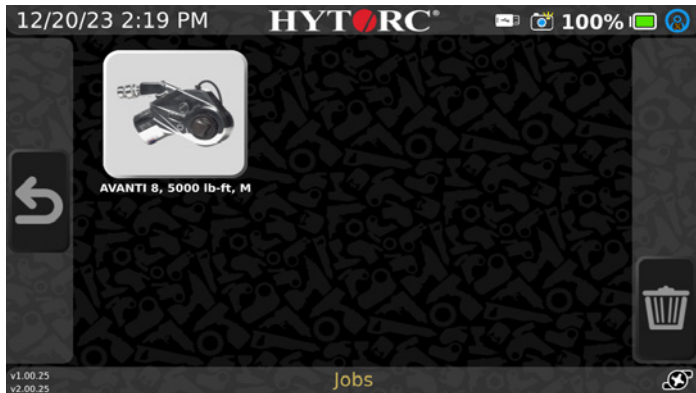 12/20/23 2:19 PM HYTORC® 100%
AVANTI 8, 5000 lb-ft, M
v1.00.25
v2.00.25
Jobs